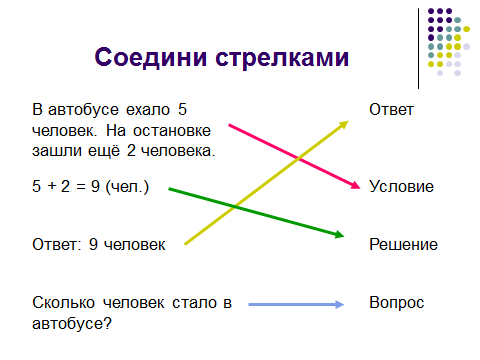 Соедини стрелками
В автобусе ехало 5
человек. На остановке
зашли ещё 2 человека.
Ответ
5 + 2 = 9 (чел.)
Условие
Ответ: 9 человек
Решение
Сколько человек стало в
автобусе?
Вопрос